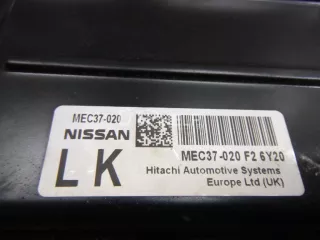 MEC37-020
NISSAN
LK
MEC37-020 F2 6Y20
Hitachi Automotive Systems
Europe Ltd (UK)